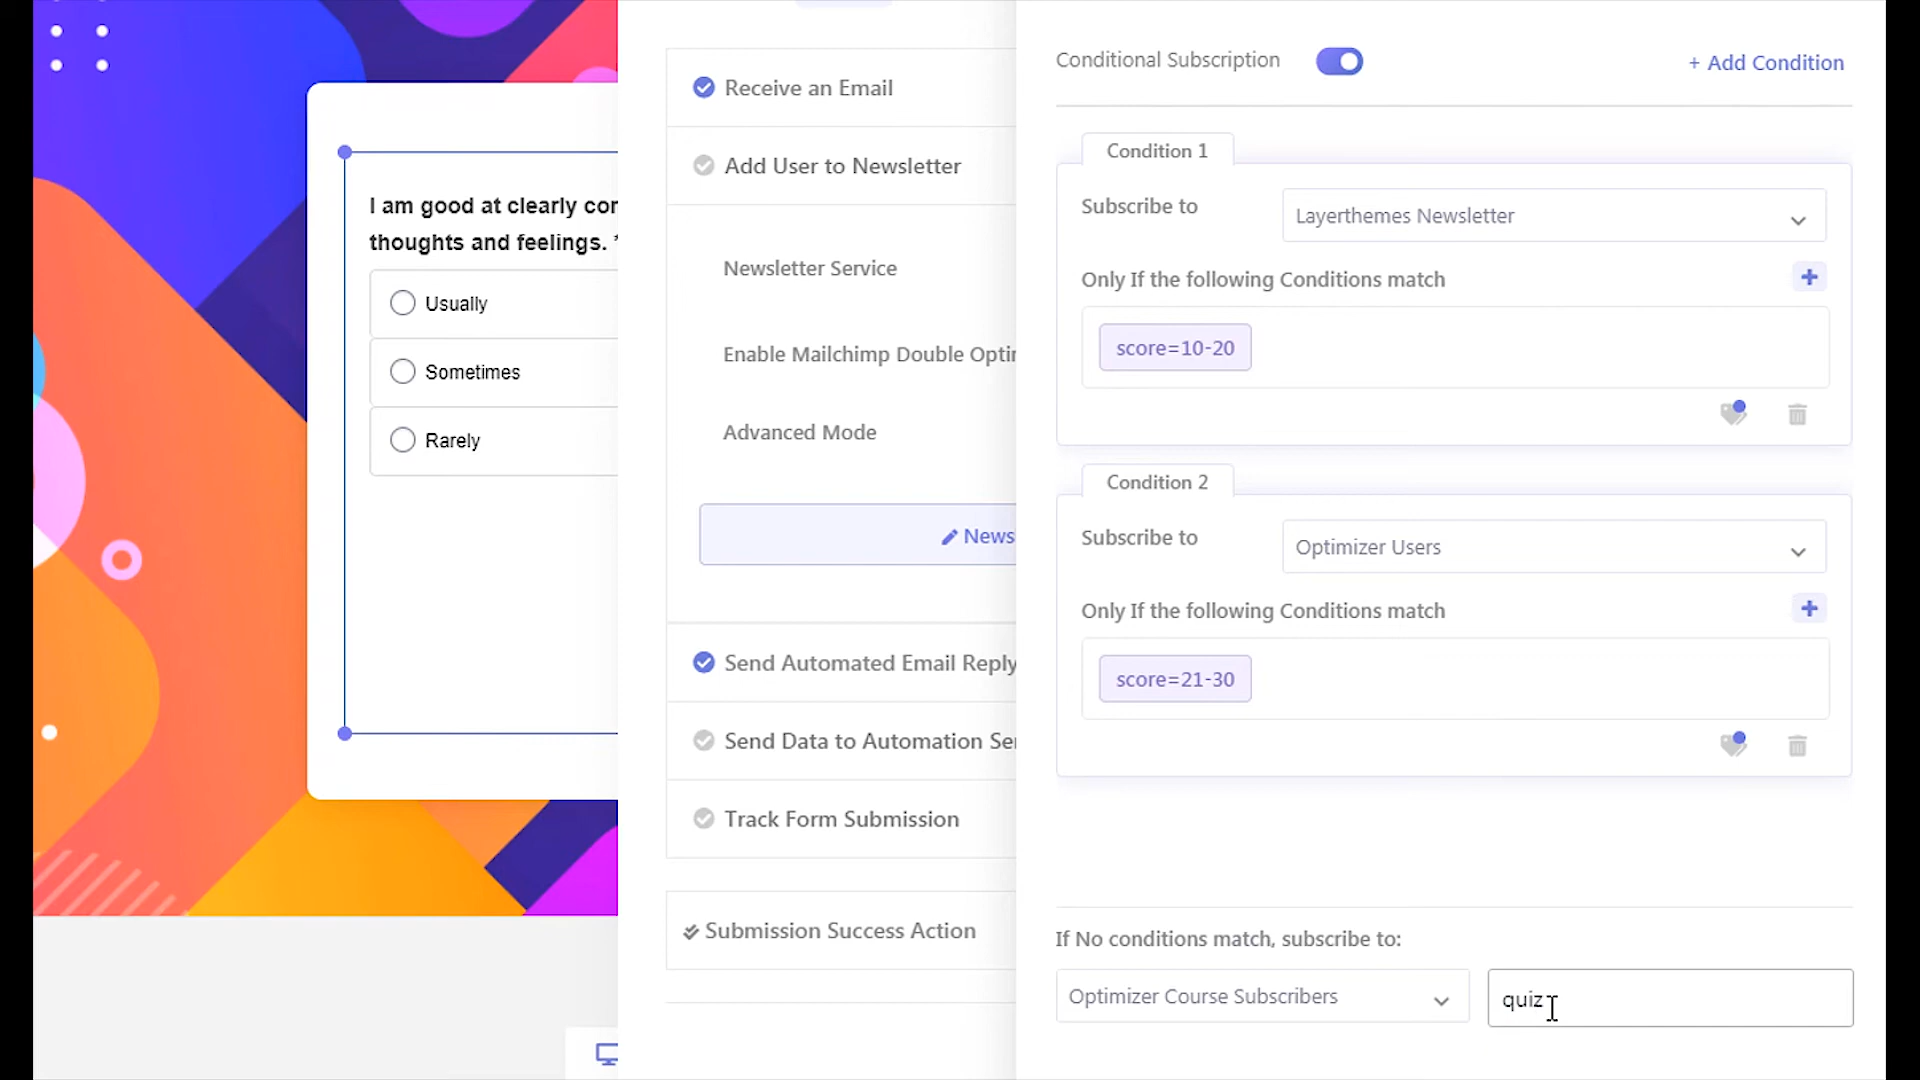 I am good at clearly cor
thoughts and feelings. *
Usually
Sometimes
Rarely
Receive an Email
Add User to Newsletter
Newsletter Service
Enable Mailchimp Double Optin
Advanced Mode
News
Send Automated Email Reply
Send Data to Automation Ser
Track Form Submission
Submission Success Action
Conditional Subscription
+ Add Condition
Condition 1
Subscribe to
Layerthemes Newsletter
Only If the following Conditions match
score=10-20
Condition 2
Subscribe to
Optimizer Users
Only If the following Conditions match
score=21-30
If No conditions match, subscribe to:
Optimizer Course Subscribers
quiz